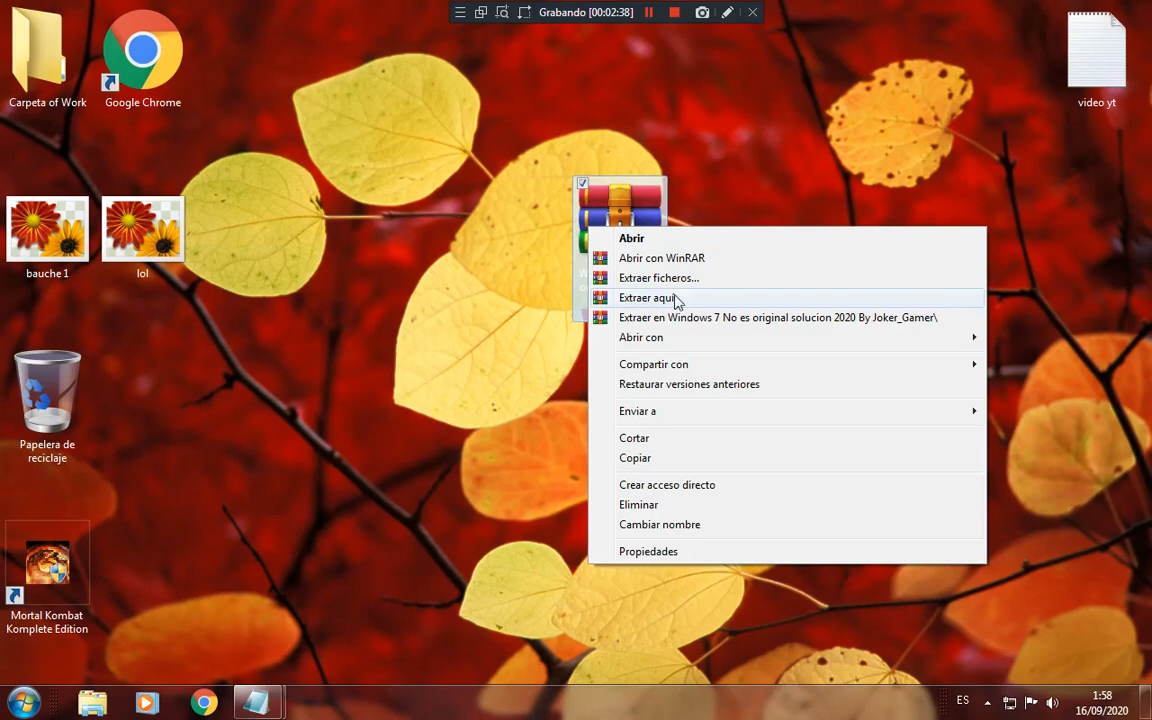 Grabando [00:02:38]
Carpeta of Work
Google Chrome
video yt
bauche 1
lol
Papelera de
reciclaje
Mortal Kombat
Komplete Edition
Abrir
Abrir con WinRAR
Extraer ficheros...
Extraer aquí
Extraer en Windows 7 No es original solucion 2020 By Joker_Gamer\
Abrir con
Compartir con
Restaurar versiones anteriores
Enviar a
Cortar
Copiar
Crear acceso directo
Eliminar
Cambiar nombre
Propiedades
ES
1:58
16/09/2020